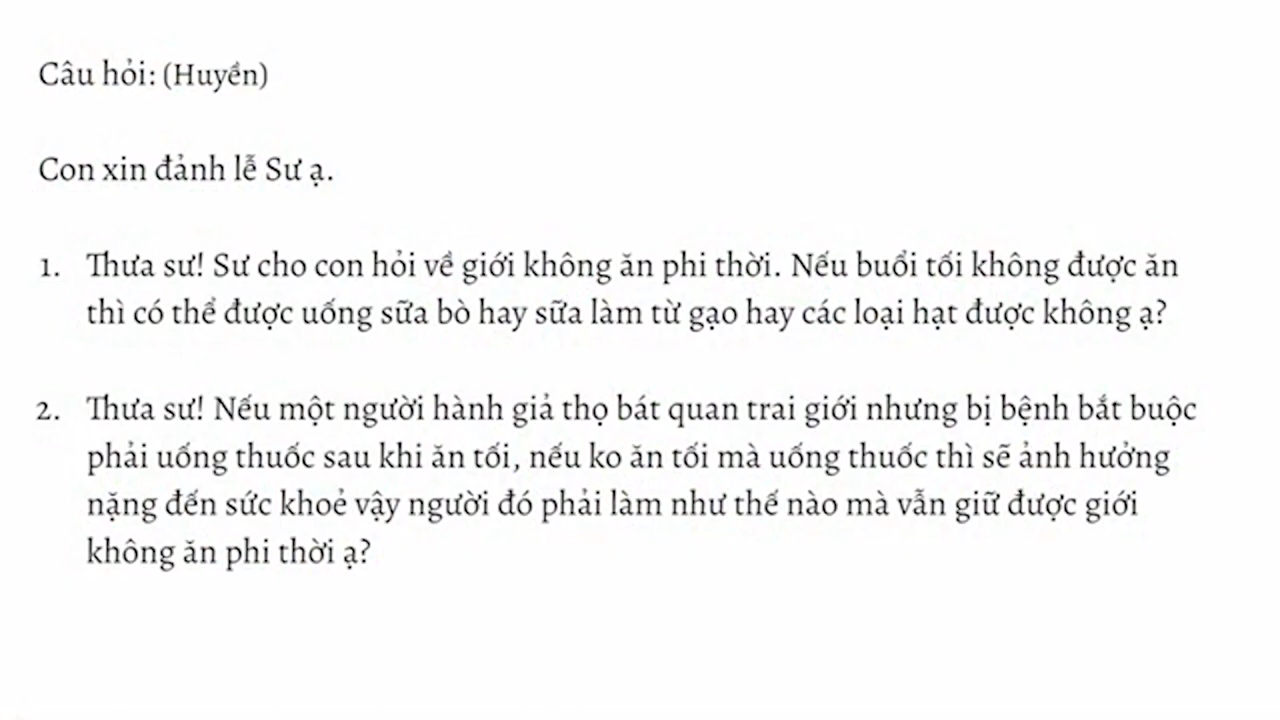 Câu hỏi: (Huyền)
Con xin đảnh lễ Sư ạ.
1. Thưa sư! Sư cho con hỏi về giới không ăn phi thời. Nếu buổi tối không được ăn
thì có thể được uống sữa bò hay sữa làm từ gạo hay các loại hạt được không ạ?
2. Thưa sư! Nếu một người hành giả thọ bát quan trai giới nhưng bị bệnh bắt buộc
phải uống thuốc sau khi ăn tối, nếu ko ăn tối mà uống thuốc thì sẽ ảnh hưởng
nặng đến sức khoẻ vậy người đó phải làm như thế nào mà vẫn giữ được giới
không ăn phi thời ạ?